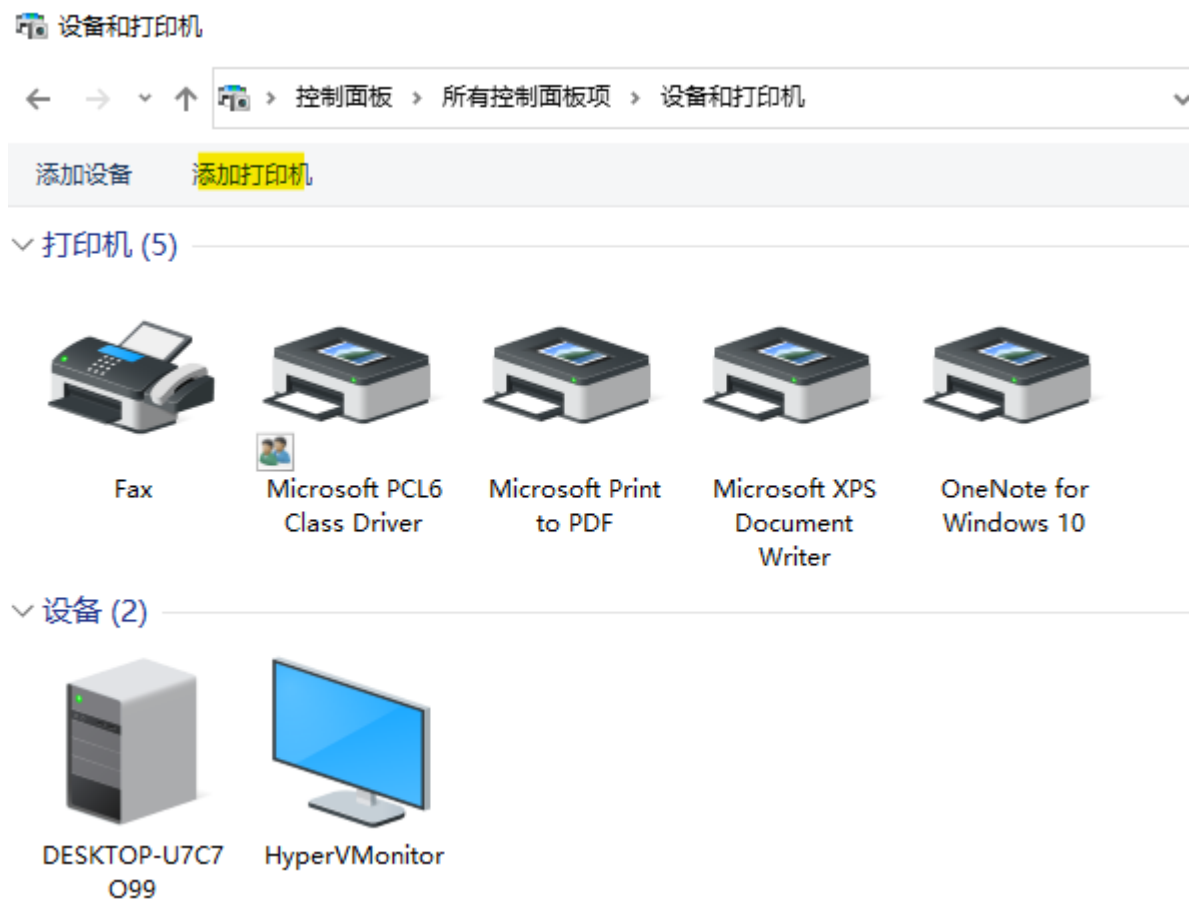 设备和打印机
控制面板 › 所有控制面板项 › 设备和打印机
添加设备 添加打印机
打印机 (5)
Fax
Microsoft PCL6
Class Driver
Microsoft Print
to PDF
Microsoft XPS
Document
Writer
OneNote for
Windows 10
设备 (2)
DESKTOP-U7C7
O99
HyperVMonitor